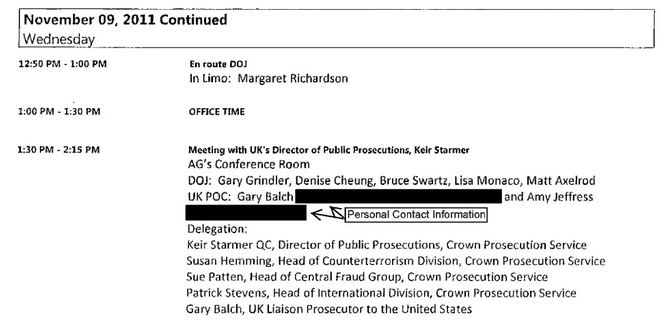 November 09, 2011 Continued
Wednesday
12:50 PM - 1:00 PM En route DOJ
In Limo: Margaret Richardson
1:00 PM - 1:30 PM OFFICE TIME
1:30 PM - 2:15 PM Meeting with UK's Director of Public Prosecutions, Keir Starmer
AG's Conference Room
DOJ: Gary Grindler, Denise Cheung, Bruce Swartz, Lisa Monaco, Matt Axelrod
UK POC: Gary Balch and Amy Jeffress
Personal Contact Information
Delegation:
Keir Starmer QC, Director of Public Prosecutions, Crown Prosecution Service
Susan Hemming, Head of Counterterrorism Division, Crown Prosecution Service
Sue Patten, Head of Central Fraud Group, Crown Prosecution Service
Patrick Stevens, Head of International Division, Crown Prosecution Service
Gary Balch, UK Liaison Prosecutor to the United States